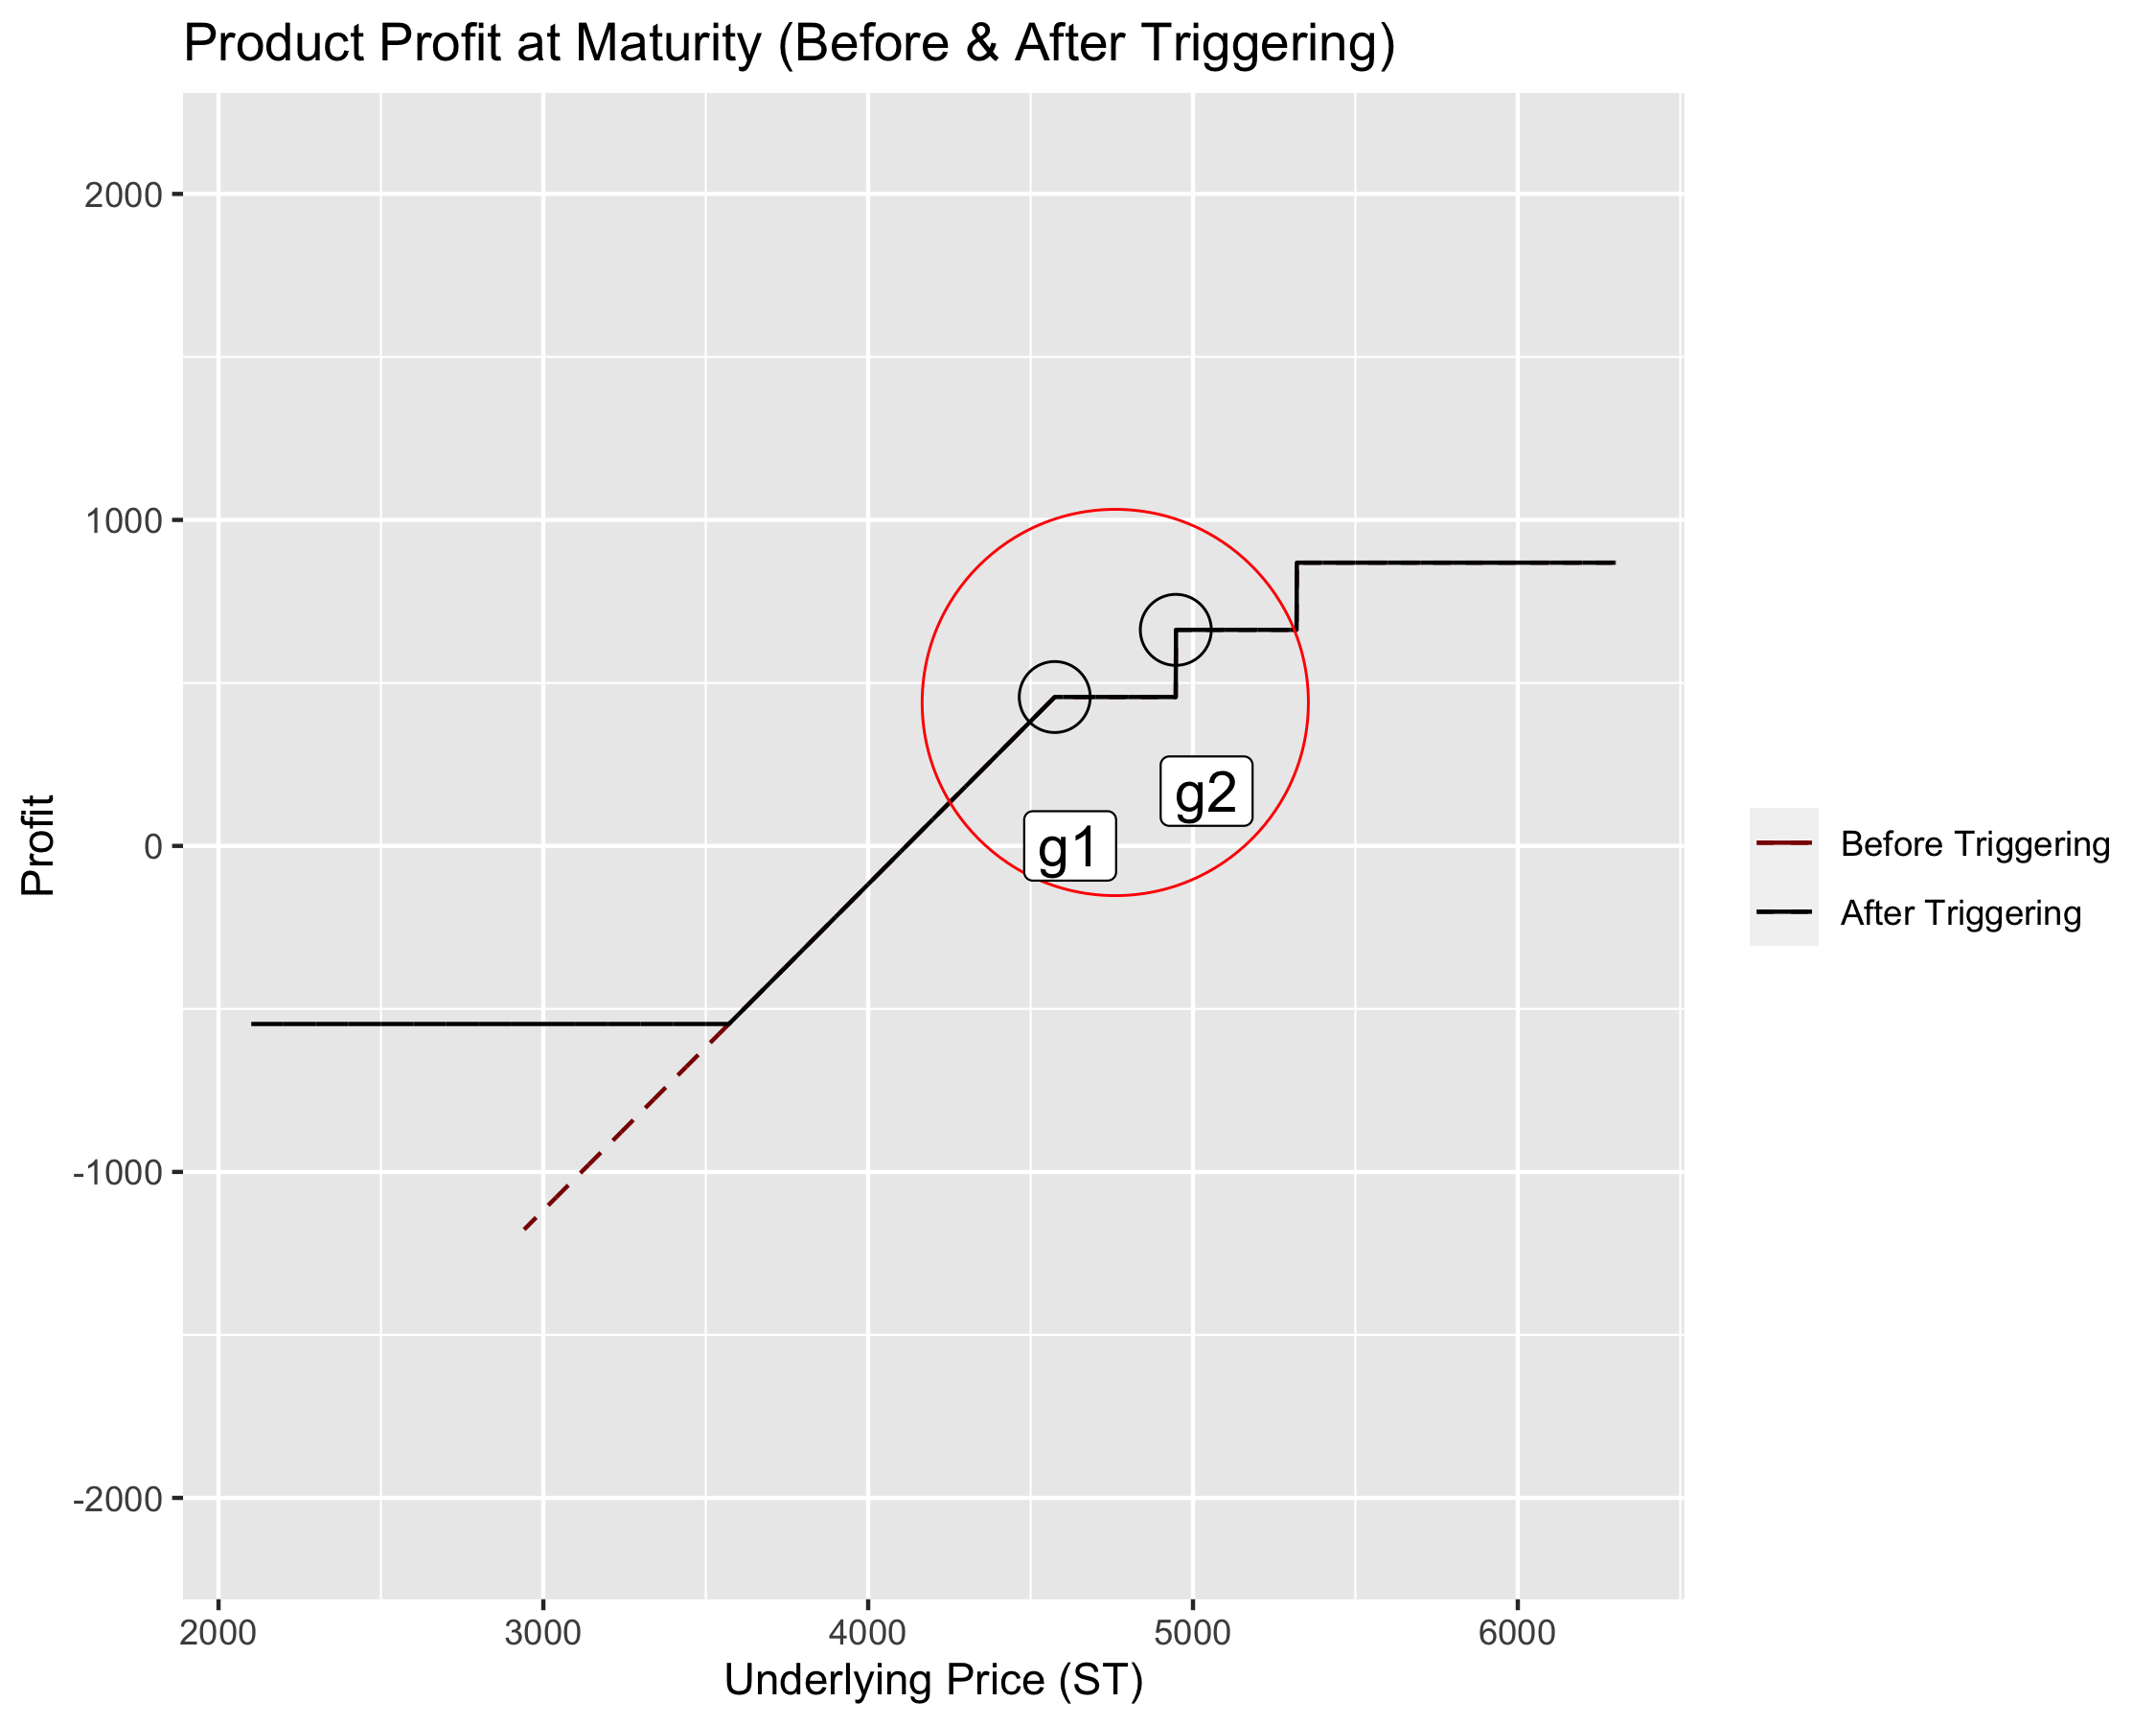 Product Profit at Maturity (Before & After Triggering)
2000
1000
0
-1000
-2000
Profit
g1
g2
Before Triggering
After Triggering
2000
3000
4000
5000
6000
Underlying Price (ST)